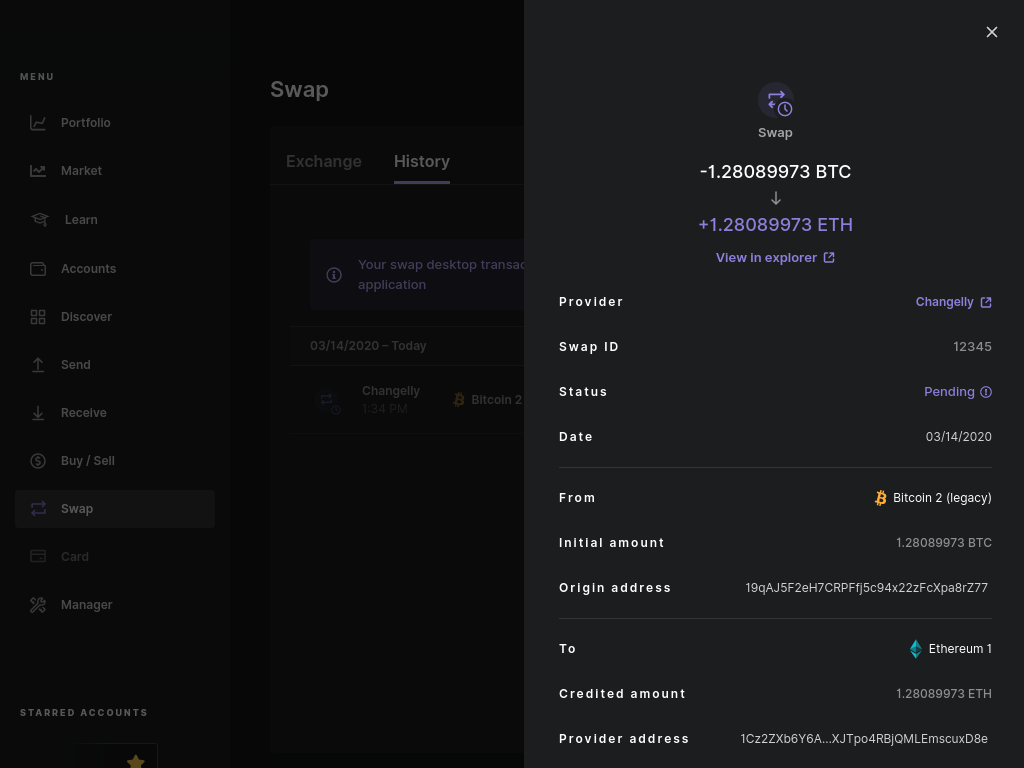 MENU
Portfolio
Market
Learn
Accounts
Discover
Send
Receive
Buy / Sell
Swap
Card
Manager
STARRED ACCOUNTS
Swap
Exchange
History
Your swap desktop transac
application
03/14/2020 – Today
Changelly
1:34 PM
Bitcoin 2
Swap
-1.28089973 BTC
+1.28089973 ETH
View in explorer
Provider
Changelly
Swap ID
12345
Status
Pending
Date
03/14/2020
From
Bitcoin 2 (legacy)
Initial amount
1.28089973 BTC
Origin address
19qAJ5F2eH7CRPFfj5c94x22zFcXpa8rZ77
To
Ethereum 1
Credited amount
1.28089973 ETH
Provider address
1Cz2ZXb6Y6A...XJTpo4RBjQMLEmscuxD8e